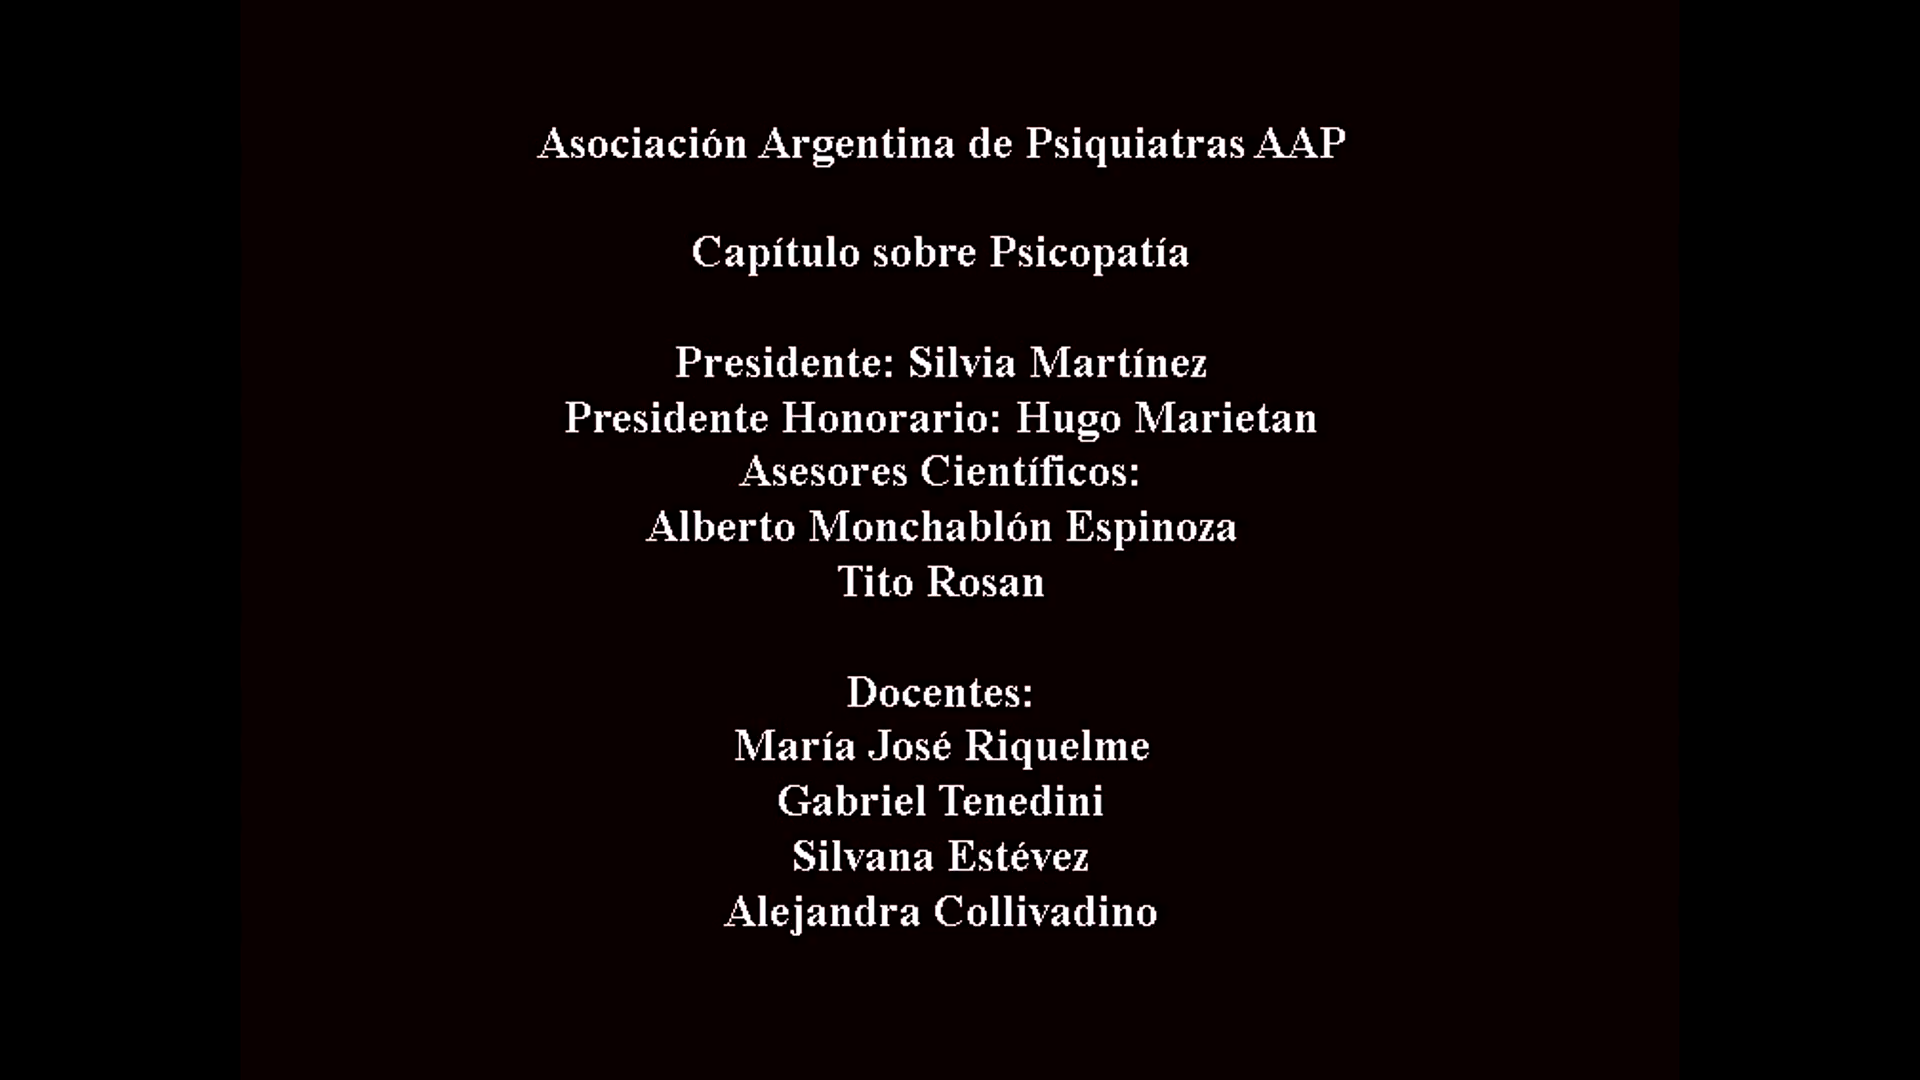 Asociación Argentina de Psiquiatras AAP
Capítulo sobre Psicopatía
Presidente: Silvia Martínez
Presidente Honorario: Hugo Marietan
Asesores Científicos:
Alberto Monchablón Espinoza
Tito Rosan
Docentes:
María José Riquelme
Gabriel Tenedini
Silvana Estévez
Alejandra Collivadino